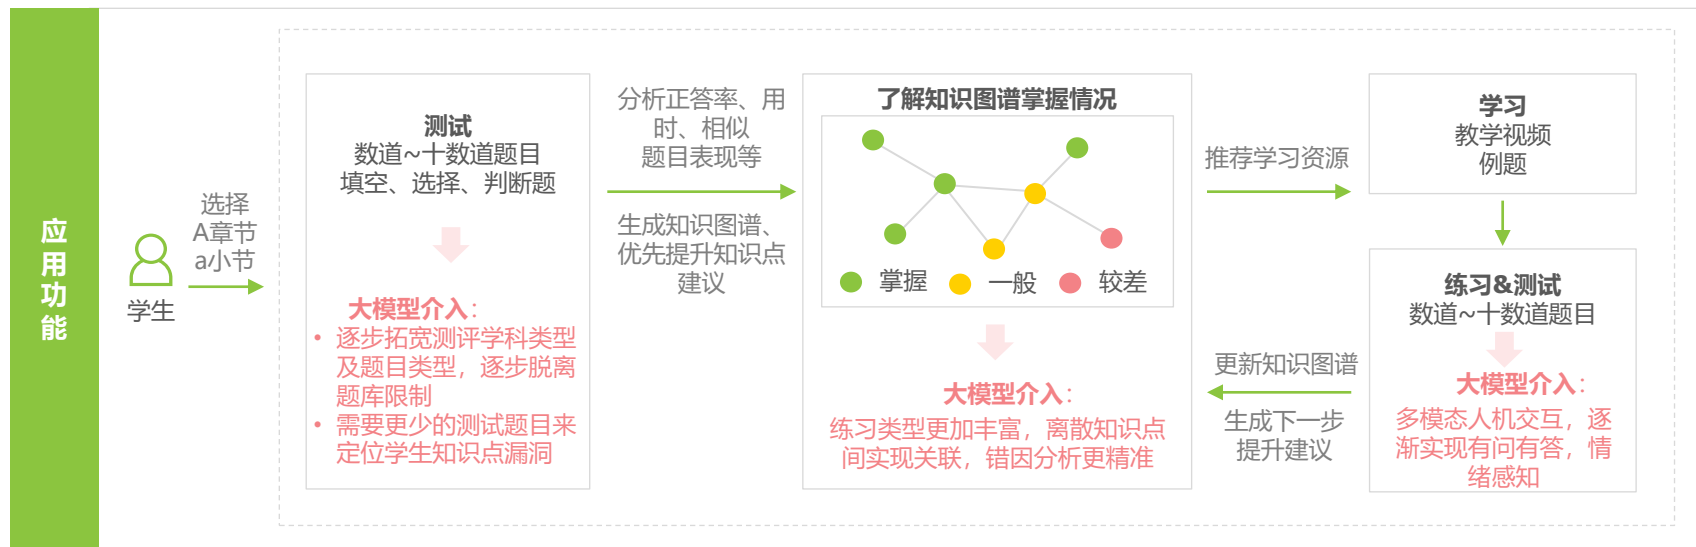 应用功能
学生
选择
A章节
a小节
测试
数道~十数道题目
填空、选择、判断题
大模型介入：
• 逐步拓宽测评学科类型
及题目类型，逐步脱离
题库限制
• 需要更少的测试题目来
定位学生知识点漏洞
分析正答率、用
时、相似
题目表现等
生成知识图谱、
优先提升知识点
建议
了解知识图谱掌握情况
掌握
一般
较差
大模型介入：
练习类型更加丰富，离散知识点
间实现关联，错因分析更精准
推荐学习资源
学习
教学视频
例题
练习&测试
数道~十数道题目
大模型介入：
多模态人机交互，逐
渐实现有问有答，情
绪感知
更新知识图谱
生成下一步
提升建议